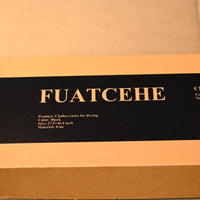 FUATCEHE
Product: Clothes racks for drying
Color: Black
Material: Iron